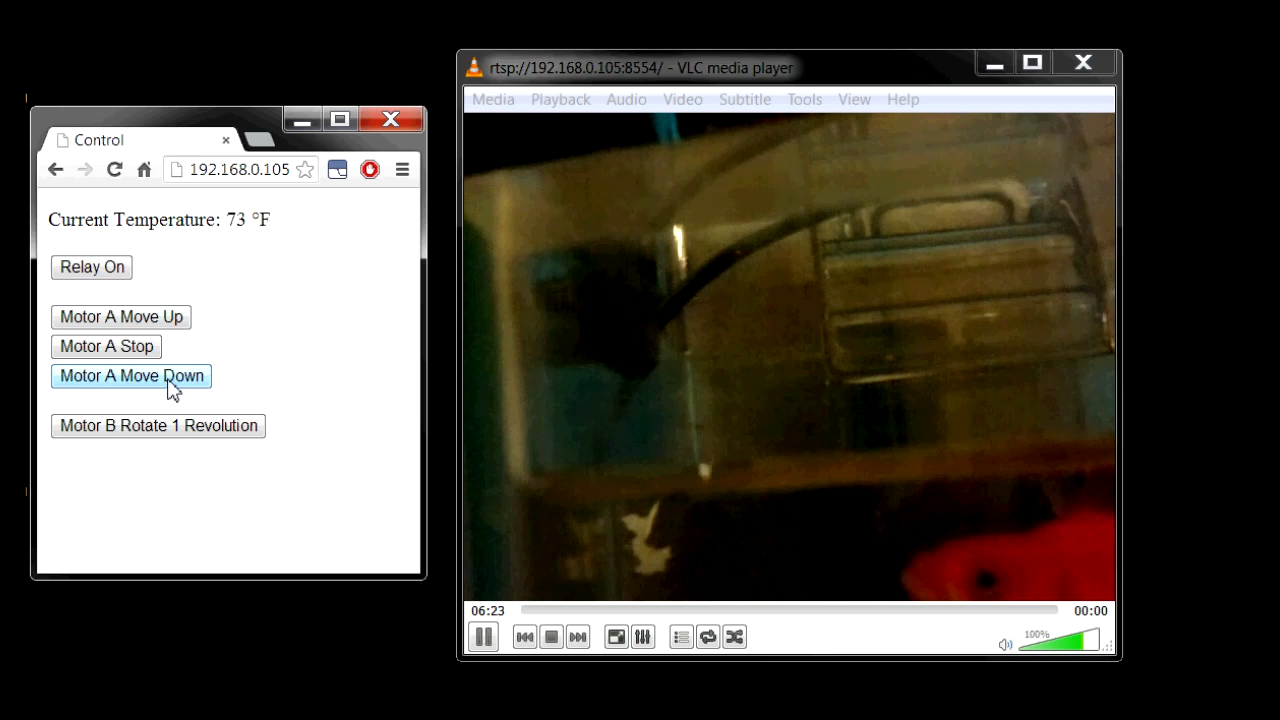 Control
192.168.0.105
Current Temperature: 73 °F
Relay On
Motor A Move Up
Motor A Stop
Motor A Move Down
Motor B Rotate 1 Revolution
rtsp://192.168.0.105:8554/ - VLC media player
Media Playback Audio Video Subtitle Tools View Help
06:23 00:00
100%